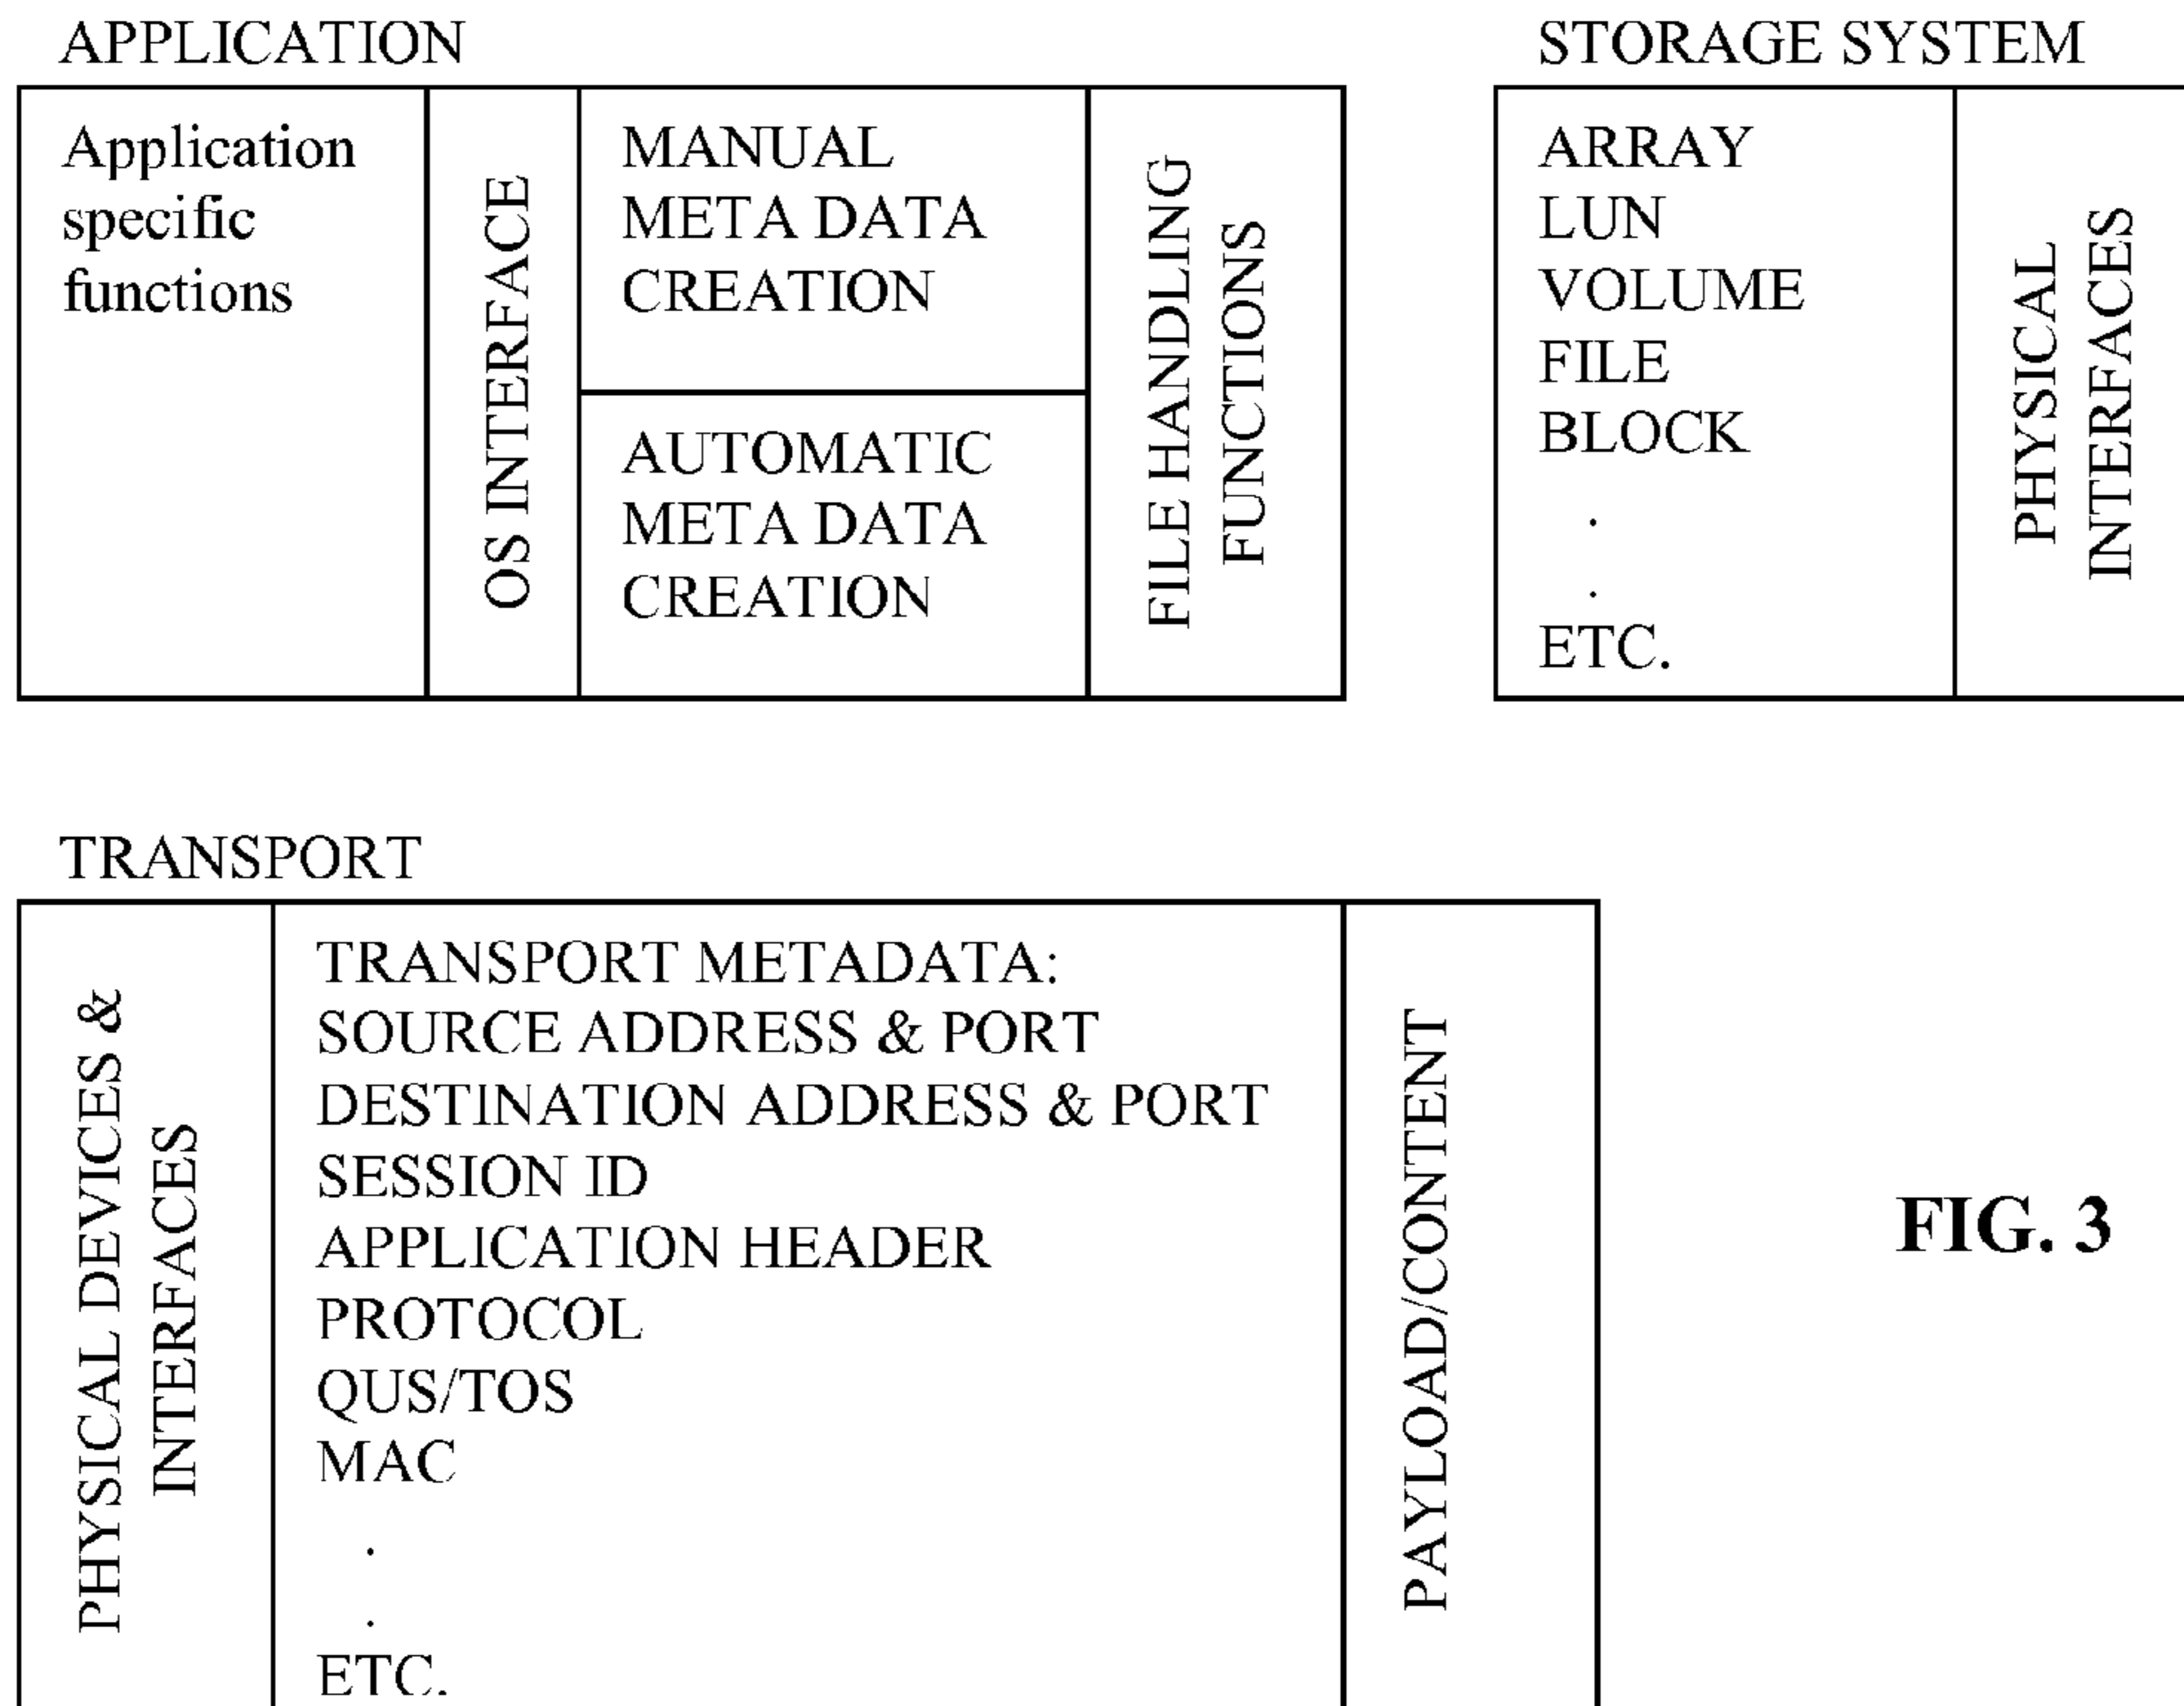 APPLICATION
Application
specific
functions
OS INTERFACE
MANUAL
META DATA
CREATION
AUTOMATIC
META DATA
CREATION
FILE HANDLING
FUNCTIONS
STORAGE SYSTEM
ARRAY
LUN
VOLUME
FILE
BLOCK
.
.
ETC.
PHYSICAL
INTERFACES
TRANSPORT
PHYSICAL DEVICES &
INTERFACES
TRANSPORT METADATA:
SOURCE ADDRESS & PORT
DESTINATION ADDRESS & PORT
SESSION ID
APPLICATION HEADER
PROTOCOL
QUS/TOS
MAC
.
.
ETC.
PAYLOAD/CONTENT
FIG. 3